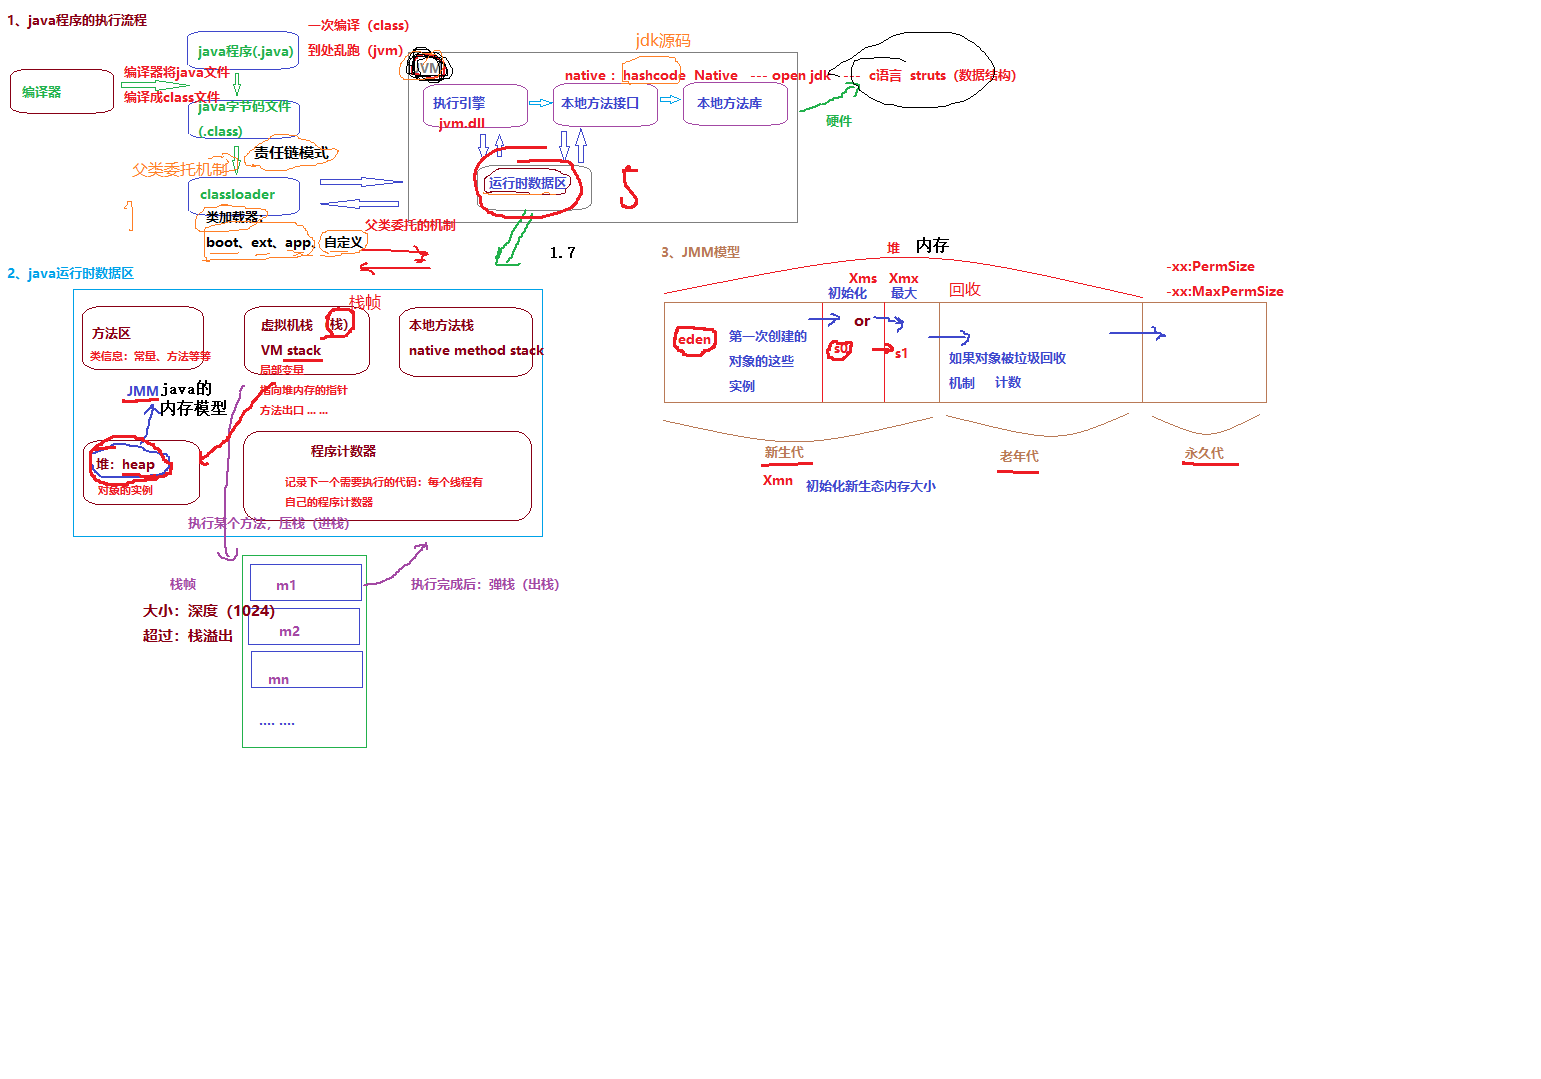 1、java程序的执行流程
一次编译（class）
到处乱跑（jvm）
java程序(.java)
编译器
编译器将java文件
编译成class文件
java字节码文件
(.class)
责任链模式
父类委托机制
classloader
类加载器：
boot、ext、app、
自定义
父类委托的机制
VM
jdk源码
native：hashcode Native --- open jdk ---- c语言 struts（数据结构）
执行引擎
jvm.dll
本地方法接口
本地方法库
硬件
运行时数据区
5
1.7
2、java运行时数据区
方法区
类信息：常量、方法等等
栈帧
虚拟机栈
栈）
VM stack
局部变量
指向堆内存的指针
方法出口 ... ...
本地方法栈
native method stack
JMM
java的
内存模型
堆：heap
对象的实例
程序计数器
记录下一个需要执行的代码：每个线程有
自己的程序计数器
执行某个方法，压栈（进栈）
栈帧
大小：深度（1024）
超过：栈溢出
m1
m2
mn
.... ....
执行完成后：弹栈（出栈）
3、JMM模型
堆 内存
Xms Xmx
初始化 最大
回收
-xx:PermSize
-xx:MaxPermSize
eden
第一次创建的
对象的这些
实例
or
s0
s1
如果对象被垃圾回收
机制 计数
新生代
老年代
永久代
Xmn 初始化新生态内存大小